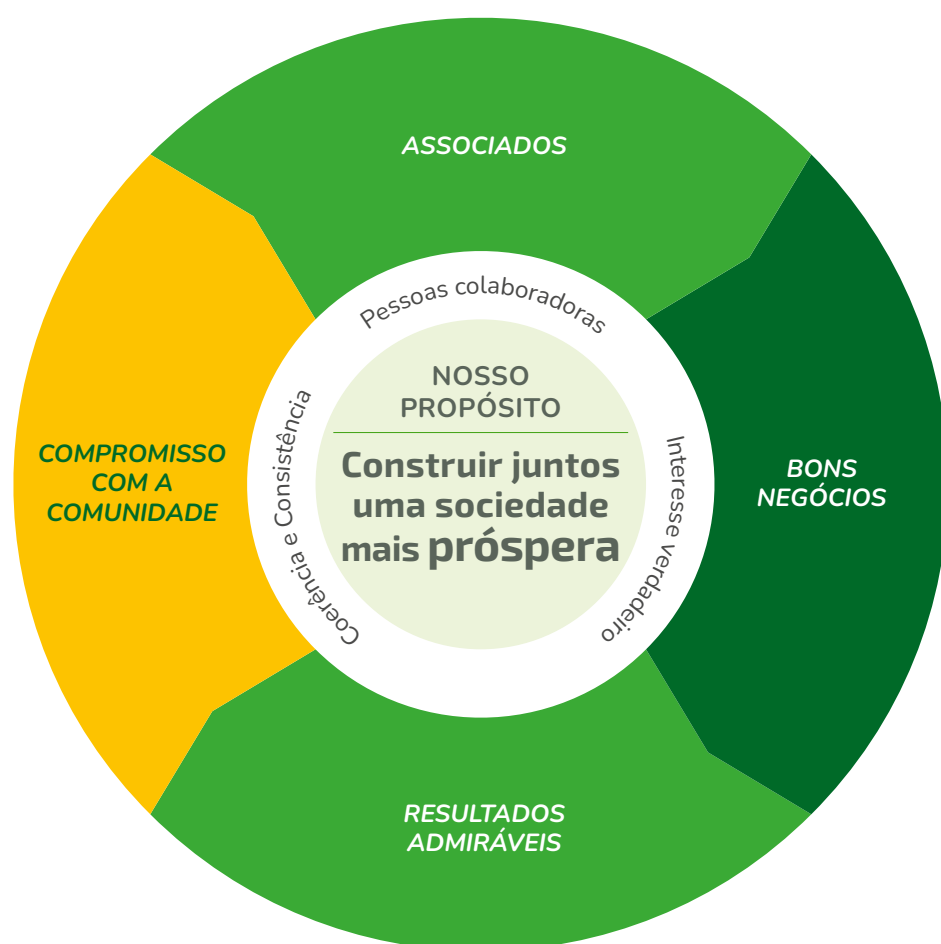 ASSOCIADOS
Pessoas colaboradoras
NOSSO
PROPÓSITO
Construir juntos
uma sociedade
mais próspera
Coerência e Consistência
Interesse verdadeiro
COMPROMISSO
COM A
COMUNIDADE
BONS
NEGÓCIOS
RESULTADOS
ADMIRÁVEIS